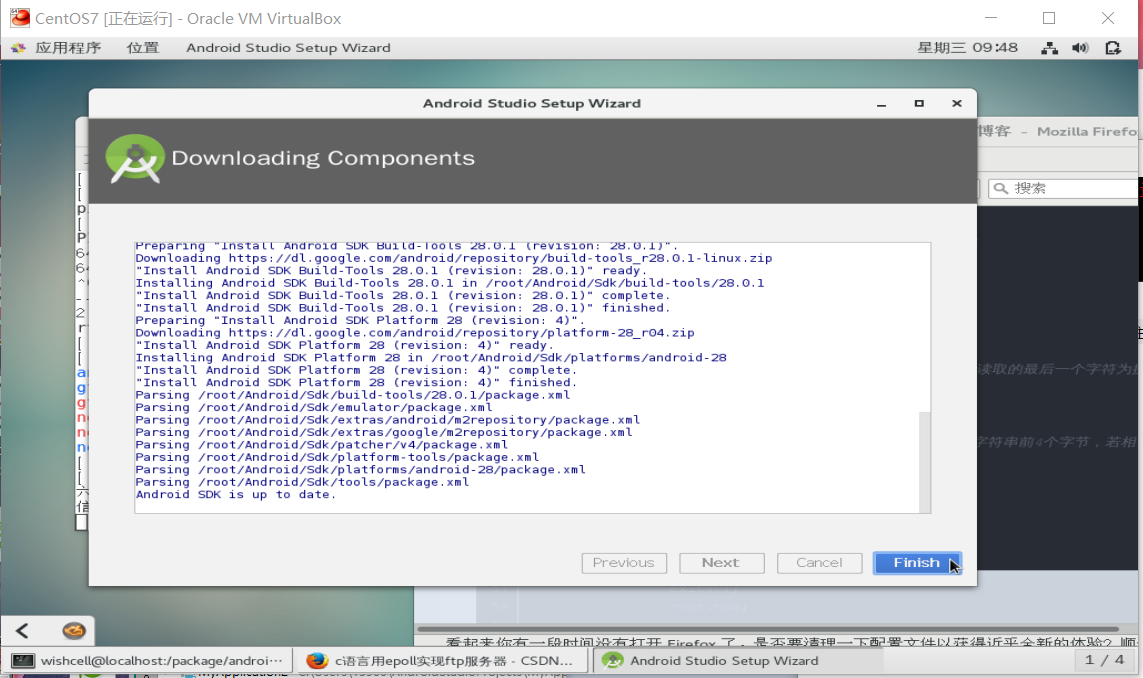 CentOS7 [正在运行] - Oracle VM VirtualBox
应用程序 位置 Android Studio Setup Wizard 星期三 09:48
Android Studio Setup Wizard
博客 - Mozilla Firefo
Downloading Components
搜索
Preparing "Install Android SDK Build-Tools 28.0.1 (revision: 28.0.1)".
Downloading https://dl.google.com/android/repository/build-tools_r28.0.1-linux.zip
"Install Android SDK Build-Tools 28.0.1 (revision: 28.0.1)" ready.
Installing Android SDK Build-Tools 28.0.1 in /root/Android/Sdk/build-tools/28.0.1
"Install Android SDK Build-Tools 28.0.1 (revision: 28.0.1)" complete.
"Install Android SDK Build-Tools 28.0.1 (revision: 28.0.1)" finished.
Preparing "Install Android SDK Platform 28 (revision: 4)".
Downloading https://dl.google.com/android/repository/platform-28_r04.zip
"Install Android SDK Platform 28 (revision: 4)" ready.
Installing Android SDK Platform 28 in /root/Android/Sdk/platforms/android-28
"Install Android SDK Platform 28 (revision: 4)" complete.
"Install Android SDK Platform 28 (revision: 4)" finished.
Parsing /root/Android/Sdk/build-tools/28.0.1/package.xml
Parsing /root/Android/Sdk/emulator/package.xml
Parsing /root/Android/Sdk/extras/android/m2repository/package.xml
Parsing /root/Android/Sdk/extras/google/m2repository/package.xml
Parsing /root/Android/Sdk/patcher/v4/package.xml
Parsing /root/Android/Sdk/platform-tools/package.xml
Parsing /root/Android/Sdk/platforms/android-28/package.xml
Parsing /root/Android/Sdk/tools/package.xml
Android SDK is up to date.
读取的最后一个字符为
字符串前4个字节，若相
Previous Next Cancel Finish
看起来你有一段时间没有打开 Firefox 了，是否要清理一下配置文件以获得近乎全新的体验？顺
wishcell@localhost:/package/androi… c语言用epoll实现ftp服务器 - CSDN... Android Studio Setup Wizard 1 / 4